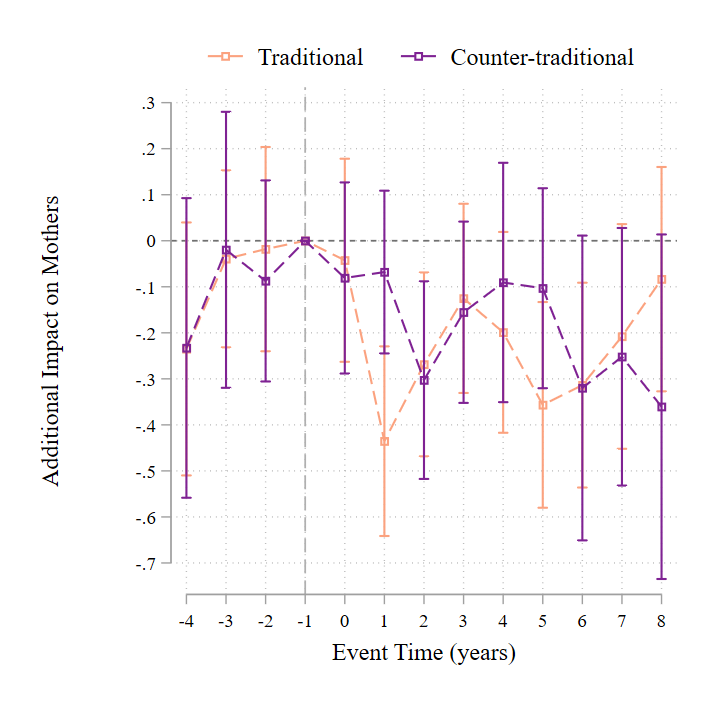 Traditional Counter-traditional
.3
.2
.1
0
-.1
-.2
-.3
-.4
-.5
-.6
-.7
Additional Impact on Mothers
-4 -3 -2 -1 0 1 2 3 4 5 6 7 8
Event Time (years)